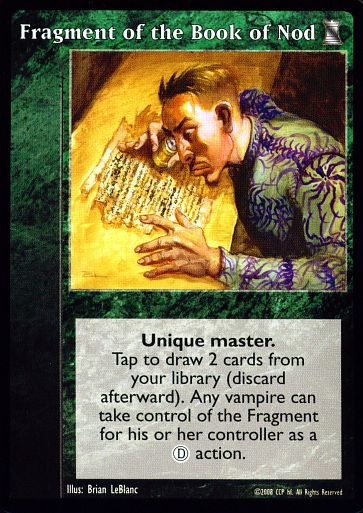 Fragment of the Book of Nod
Unique master.
Tap to draw 2 cards from
your library (discard
afterward). Any vampire can
take control of the Fragment
for his or her controller as a
Ⓓ action.
Illus: Brian LeBlanc
©2008 CCP hf. All Rights Reserved